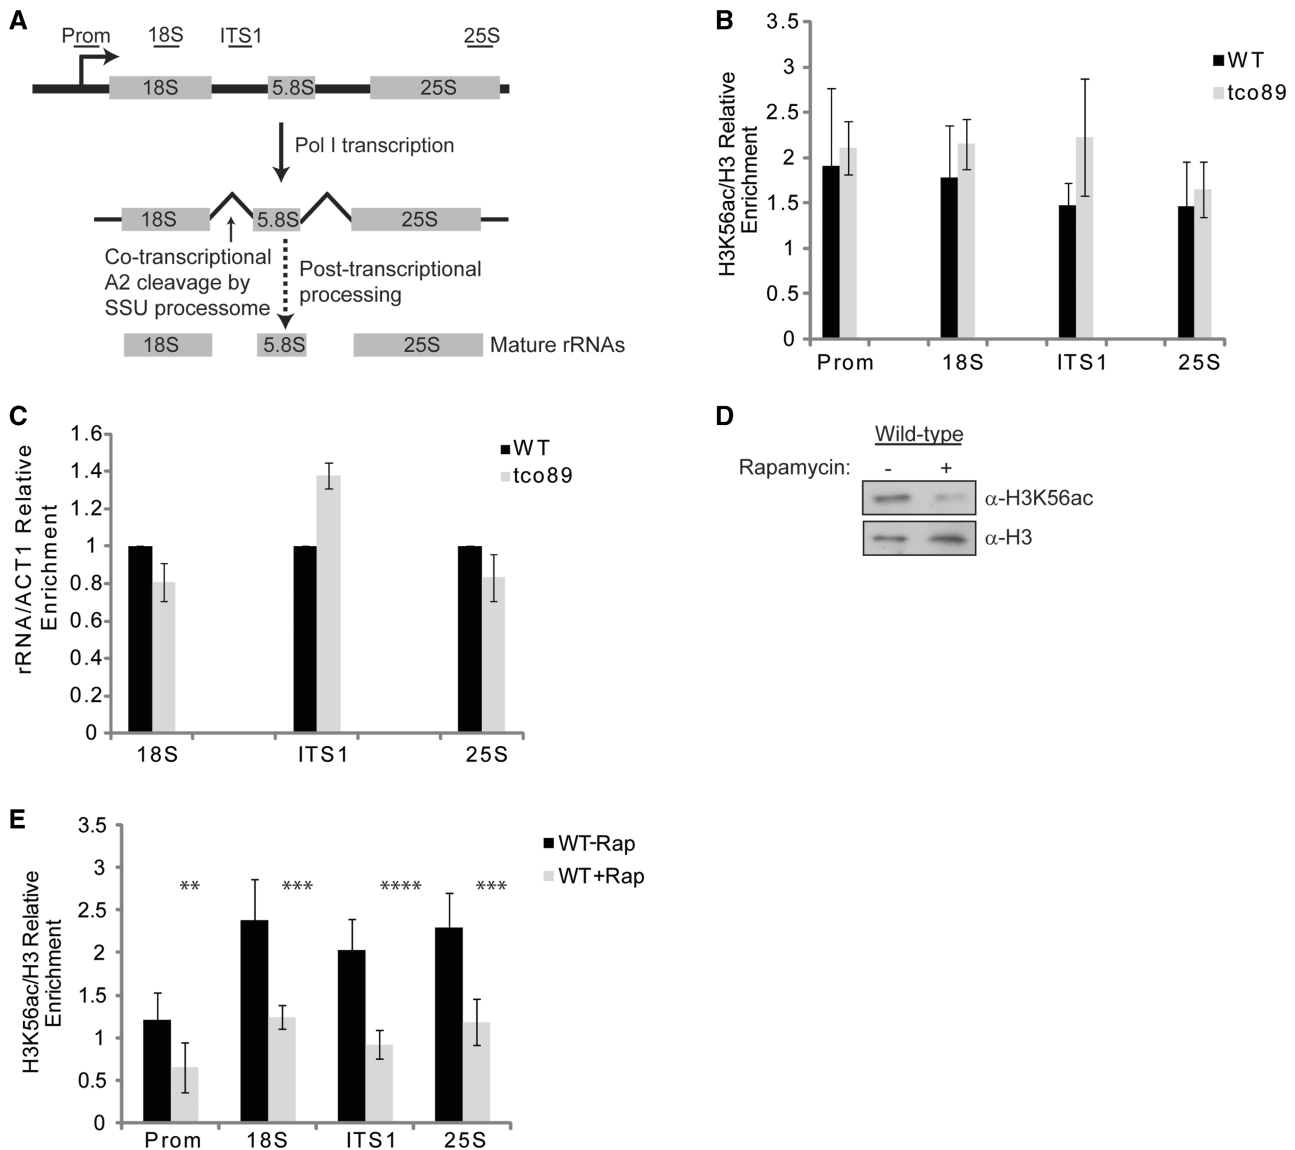 A
Prom 18S ITS1 25S
18S 5.8S 25S
Pol I transcription
18S 5.8S 25S
Co-transcriptional
A2 cleavage by
SSU processome
Post-transcriptional
processing
18S 5.8S 25S Mature rRNAs
B
H3K56ac/H3 Relative
Enrichment
3.5
3
2.5
2
1.5
1
0.5
0
Prom 18S ITS1 25S
WT
tco89
C
rRNA/ACT1 Relative
Enrichment
1.6
1.4
1.2
1
0.8
0.6
0.4
0.2
0
18S ITS1 25S
WT
tco89
D
Wild-type
Rapamycin: - +
α-H3K56ac
α-H3
E
H3K56ac/H3 Relative
Enrichment
3.5
3
2.5
2
1.5
1
0.5
0
** *** **** ***
Prom 18S ITS1 25S
WT-Rap
WT+Rap